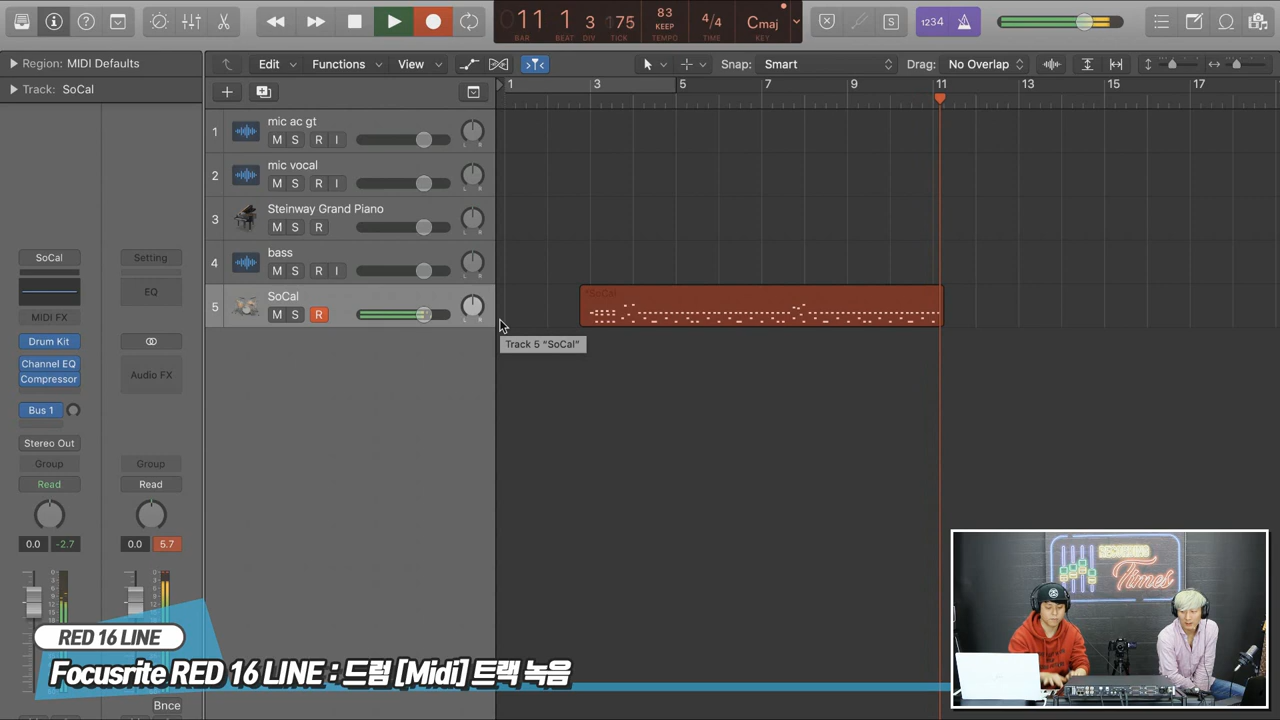 11 1 3 175 83 KEEP 4/4 Cmaj
BAR BEAT DIV TICK TEMPO TIME KEY
1234
S
Region: MIDI Defaults
Edit Functions View Snap: Smart Drag: No Overlap
Track: SoCal
1 3 5 7 9 11 13 15 17
1 mic ac gt
M S R I
2 mic vocal
M S R I
3 Steinway Grand Piano
M S R
4 bass
M S R I
5 SoCal
M S R
*SoCal
Track 5 “SoCal”
SoCal Setting
EQ
MIDI FX
Drum Kit
Channel EQ
Compressor
Audio FX
Bus 1
Stereo Out
Group Group
Read Read
0.0 -2.7 0.0 5.7
Bnce
RECORDING
Times
RED 16 LINE
Focusrite RED 16 LINE : 드럼 [Midi] 트랙 녹음